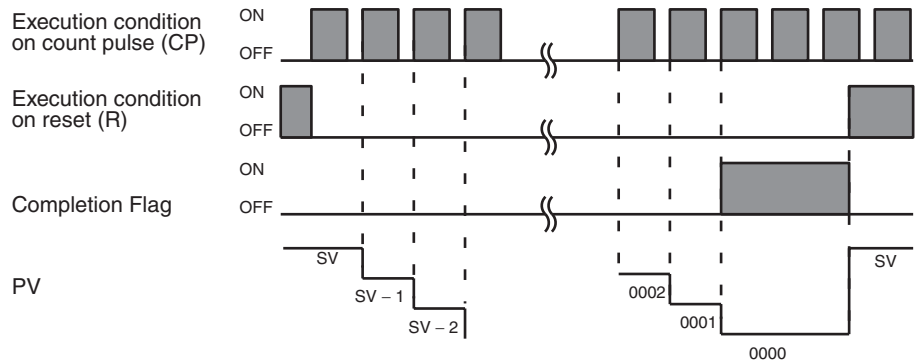 Execution condition
on count pulse (CP)
ON
OFF
Execution condition
on reset (R)
ON
OFF
ON
Completion Flag
OFF
PV
SV
SV – 1
SV – 2
0002
0001
0000
SV